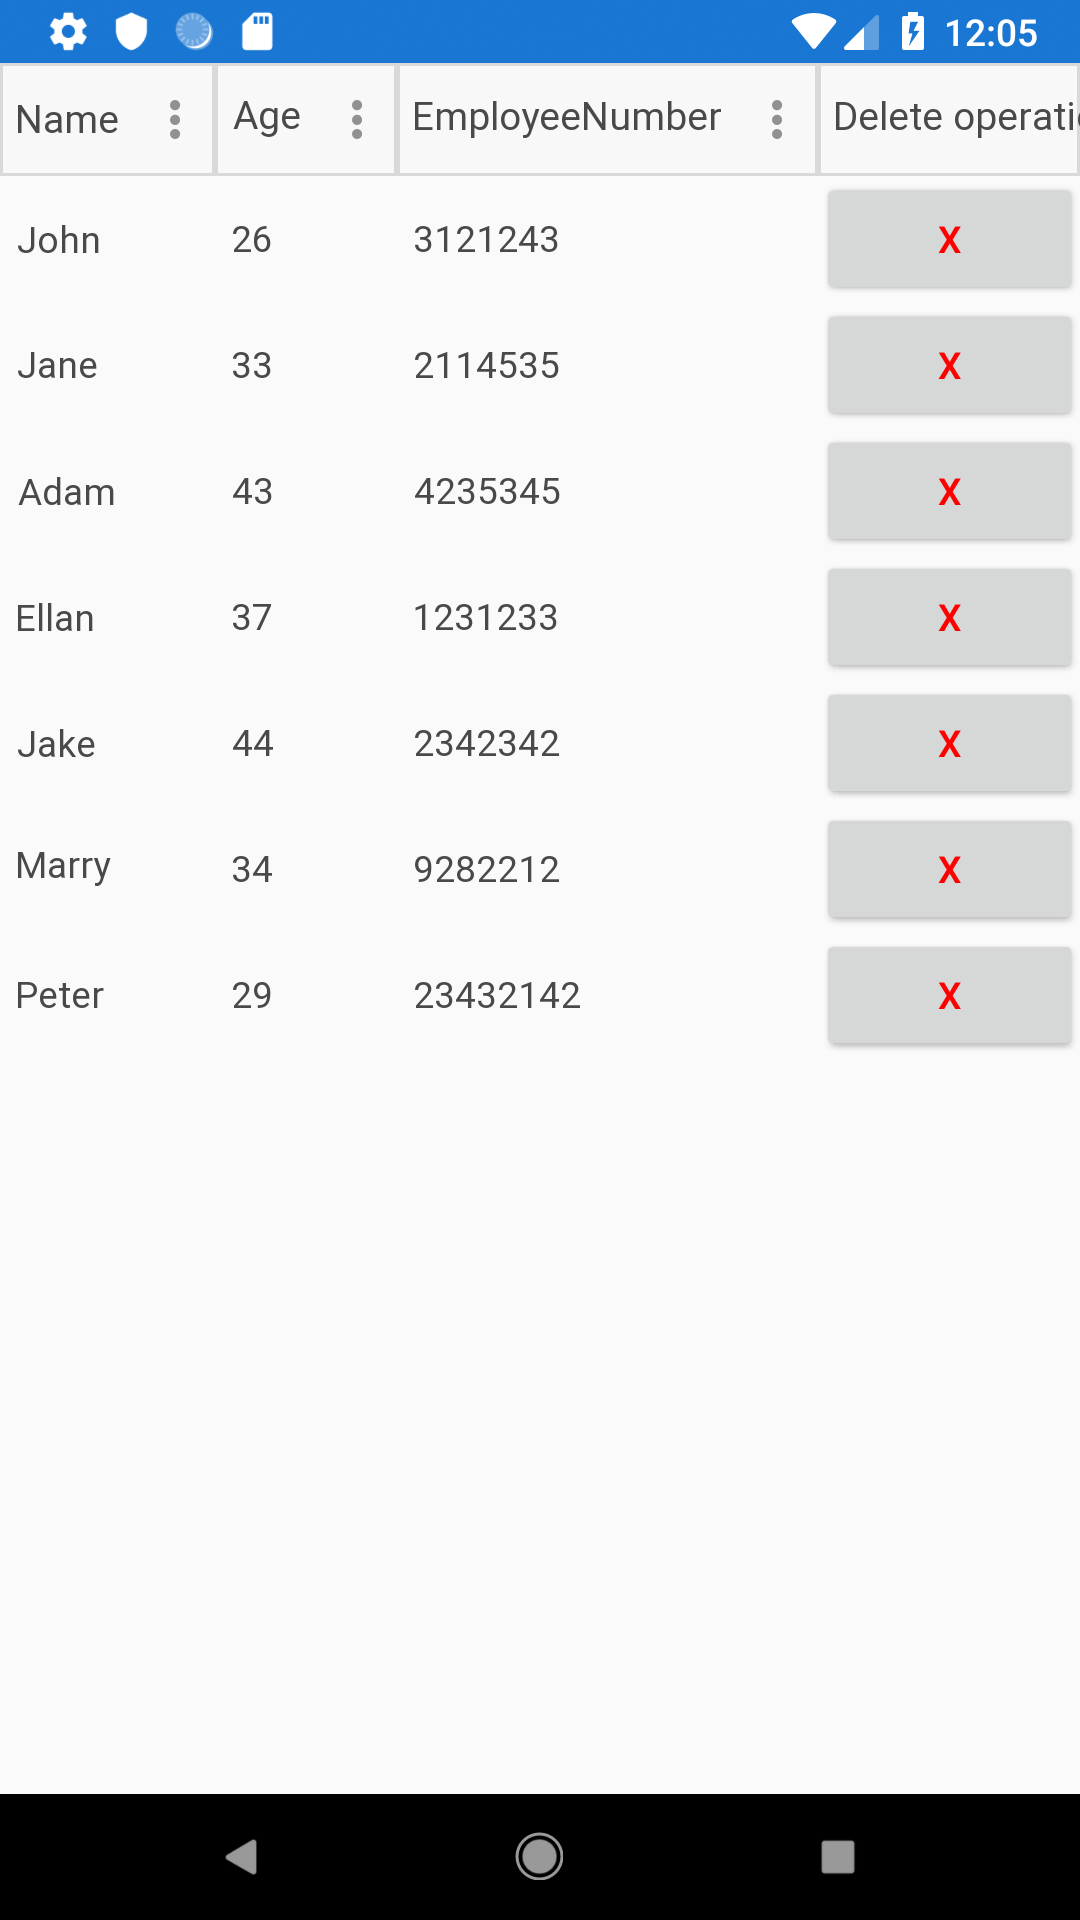 12:05
Name Age EmployeeNumber Delete operati
John 26 3121243 X
Jane 33 2114535 X
Adam 43 4235345 X
Ellan 37 1231233 X
Jake 44 2342342 X
Marry 34 9282212 X
Peter 29 23432142 X